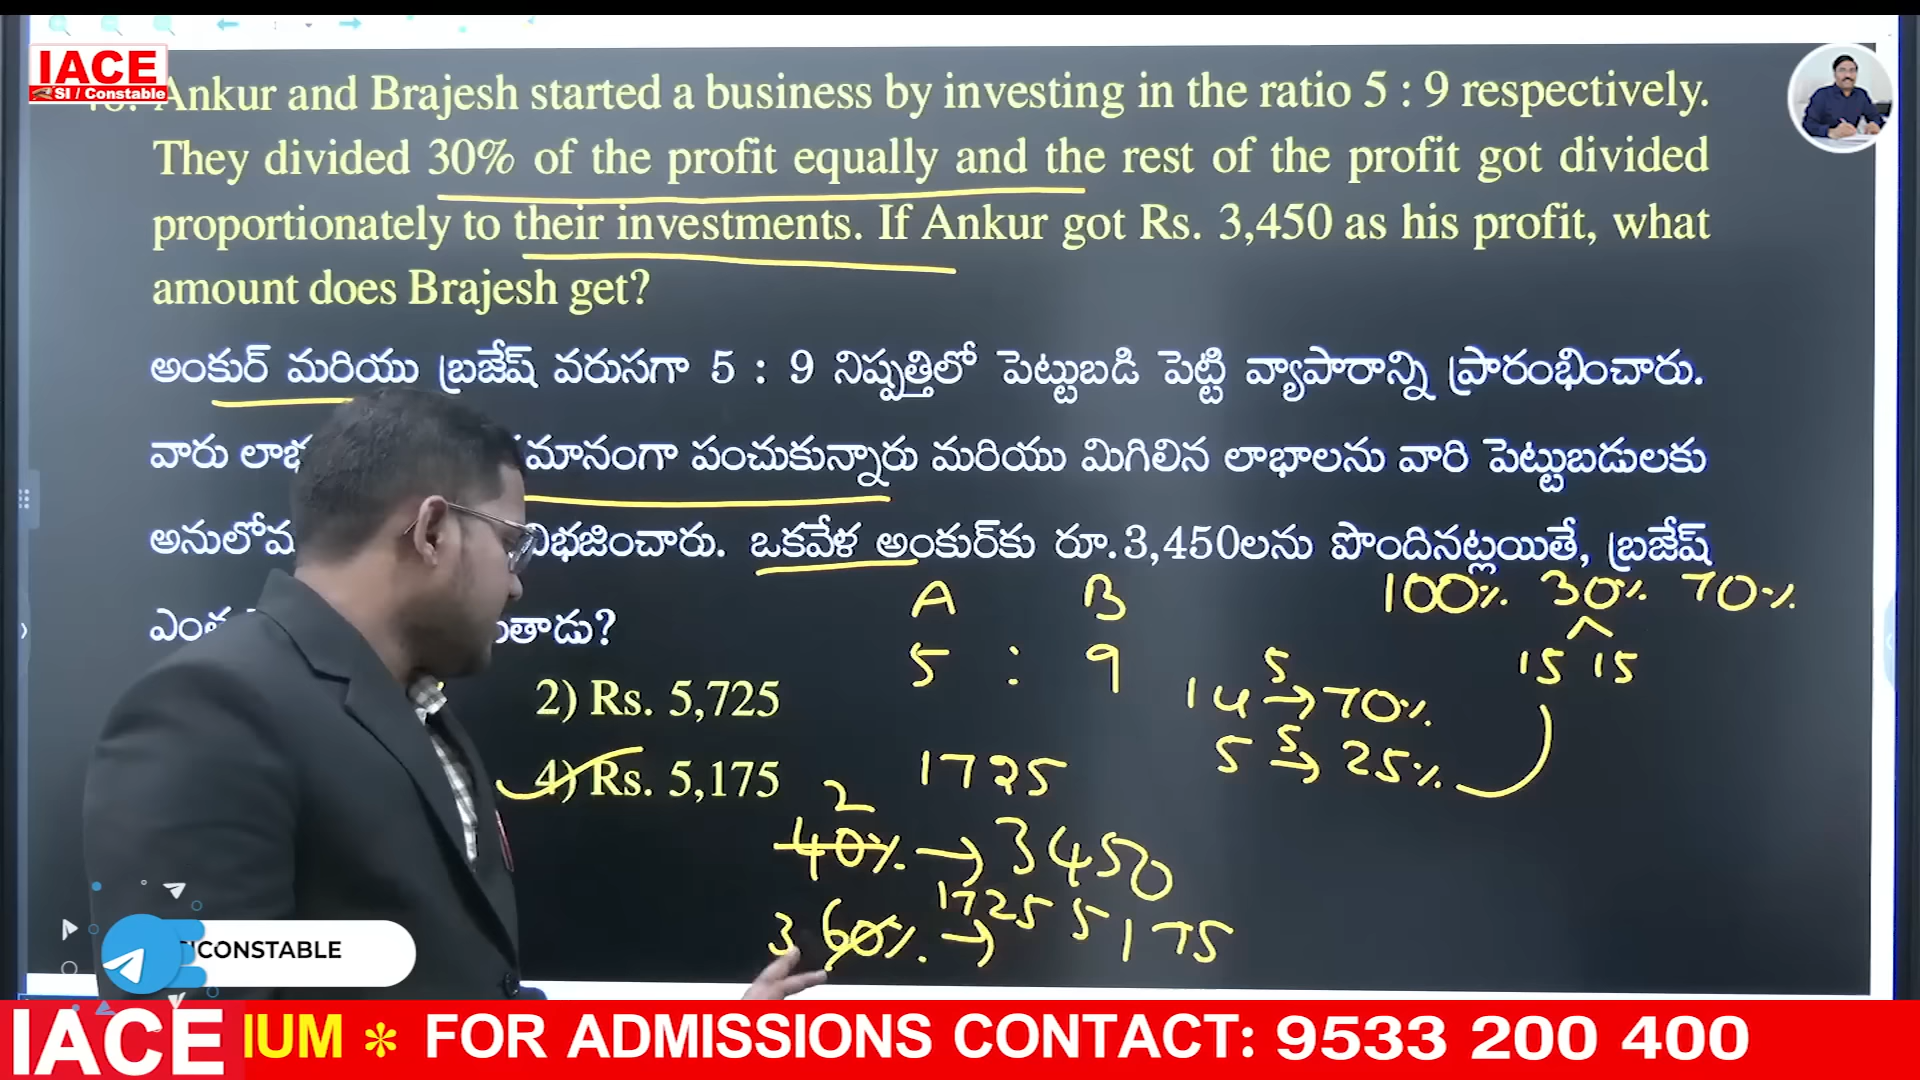 IACE
SI / Constable
Ankur and Brajesh started a business by investing in the ratio 5 : 9 respectively.
They divided 30% of the profit equally and the rest of the profit got divided
proportionately to their investments. If Ankur got Rs. 3,450 as his profit, what
amount does Brajesh get?
అంకుర్ మరియు బ్రజేష్ వరుసగా 5 : 9 నిష్పత్తిలో పెట్టుబడి పెట్టి వ్యాపారాన్ని ప్రారంభించారు.
వారు పంచుకున్నారు మరియు మిగిలిన లాభాలను వారి పెట్టుబడులకు
విభజించారు. ఒకవేళ అంకుర్‌కు రూ.3,450లను పొందినట్లయితే, బ్రజేష్
A B 100% 30% 70%
5 : 9 15 15
2) Rs. 5,725
5
14 → 70%
4) Rs. 5,175
1725
5
5 → 25%
2
40% → 3450
3 60% → 1725 5175
CONSTABLE
IACE IUM * FOR ADMISSIONS CONTACT: 9533 200 400